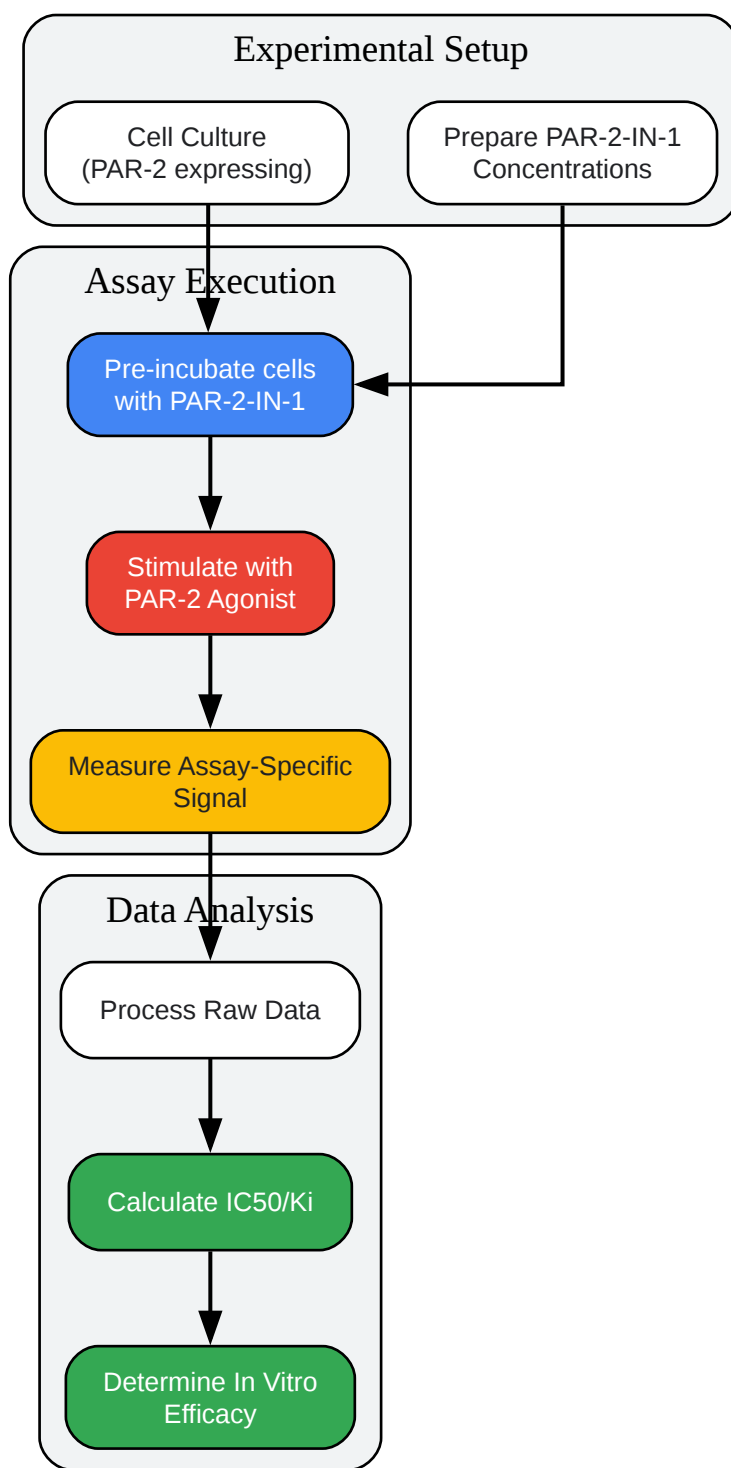 Experimental Setup
Cell Culture
(PAR-2 expressing)
Prepare PAR-2-IN-1
Concentrations
Assay Execution
Pre-incubate cells
with PAR-2-IN-1
Stimulate with
PAR-2 Agonist
Measure Assay-Specific
Signal
Data Analysis
Process Raw Data
Calculate IC50/Ki
Determine In Vitro
Efficacy